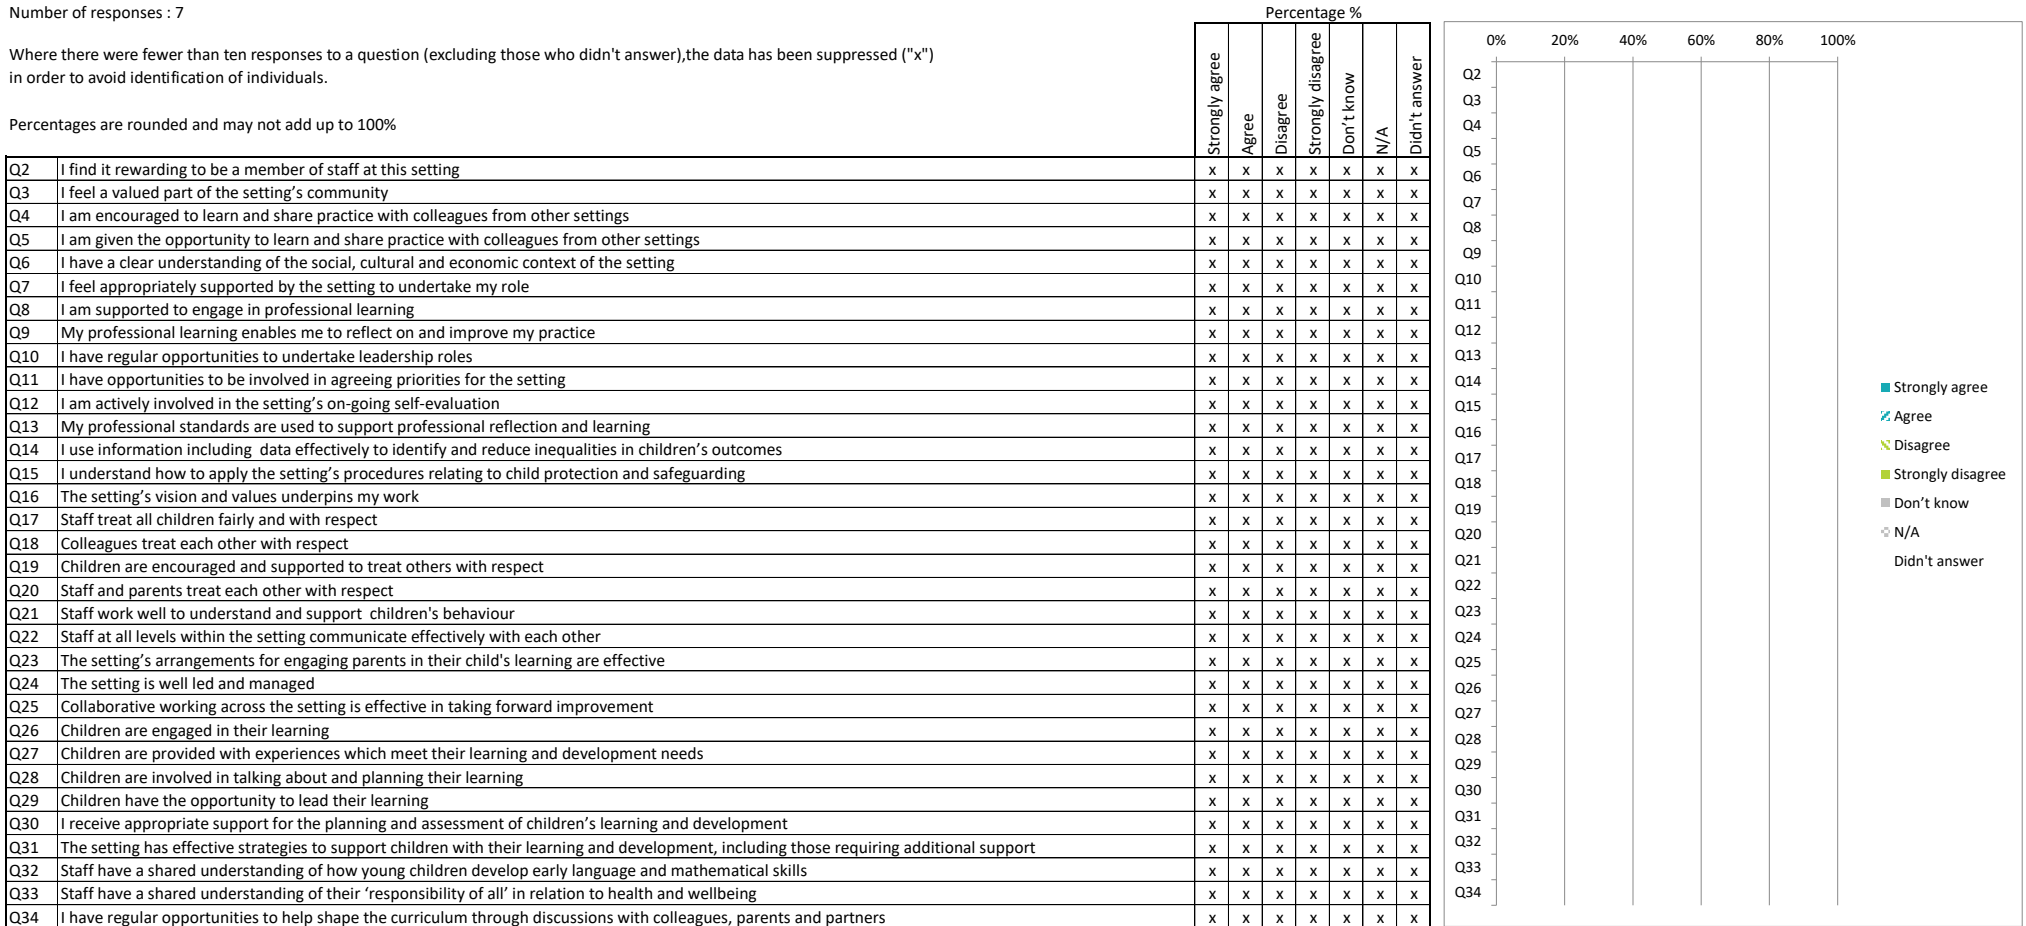 Number of responses : 7
Percentage %
Where there were fewer than ten responses to a question (excluding those who didn't answer),the data has been suppressed ("x")
in order to avoid identification of individuals.
Percentages are rounded and may not add up to 100%
Strongly agree
Agree
Disagree
Strongly disagree
Don't know
N/A
Didn't answer
Q2 I find it rewarding to be a member of staff at this setting x x x x x x x
Q3 I feel a valued part of the setting's community x x x x x x x
Q4 I am encouraged to learn and share practice with colleagues from other settings x x x x x x x
Q5 I am given the opportunity to learn and share practice with colleagues from other settings x x x x x x x
Q6 I have a clear understanding of the social, cultural and economic context of the setting x x x x x x x
Q7 I feel appropriately supported by the setting to undertake my role x x x x x x x
Q8 I am supported to engage in professional learning x x x x x x x
Q9 My professional learning enables me to reflect on and improve my practice x x x x x x x
Q10 I have regular opportunities to undertake leadership roles x x x x x x x
Q11 I have opportunities to be involved in agreeing priorities for the setting x x x x x x x
Q12 I am actively involved in the setting's on-going self-evaluation x x x x x x x
Q13 My professional standards are used to support professional reflection and learning x x x x x x x
Q14 I use information including  data effectively to identify and reduce inequalities in children's outcomes x x x x x x x
Q15 I understand how to apply the setting's procedures relating to child protection and safeguarding x x x x x x x
Q16 The setting's vision and values underpins my work x x x x x x x
Q17 Staff treat all children fairly and with respect x x x x x x x
Q18 Colleagues treat each other with respect x x x x x x x
Q19 Children are encouraged and supported to treat others with respect x x x x x x x
Q20 Staff and parents treat each other with respect x x x x x x x
Q21 Staff work well to understand and support  children's behaviour x x x x x x x
Q22 Staff at all levels within the setting communicate effectively with each other x x x x x x x
Q23 The setting's arrangements for engaging parents in their child's learning are effective x x x x x x x
Q24 The setting is well led and managed x x x x x x x
Q25 Collaborative working across the setting is effective in taking forward improvement x x x x x x x
Q26 Children are engaged in their learning x x x x x x x
Q27 Children are provided with experiences which meet their learning and development needs x x x x x x x
Q28 Children are involved in talking about and planning their learning x x x x x x x
Q29 Children have the opportunity to lead their learning x x x x x x x
Q30 I receive appropriate support for the planning and assessment of children's learning and development x x x x x x x
Q31 The setting has effective strategies to support children with their learning and development, including those requiring additional support x x x x x x x
Q32 Staff have a shared understanding of how young children develop early language and mathematical skills x x x x x x x
Q33 Staff have a shared understanding of their 'responsibility of all' in relation to health and wellbeing x x x x x x x
Q34 I have regular opportunities to help shape the curriculum through discussions with colleagues, parents and partners x x x x x x x
0% 20% 40% 60% 80% 100%
Q2
Q3
Q4
Q5
Q6
Q7
Q8
Q9
Q10
Q11
Q12
Q13
Q14
Q15
Q16
Q17
Q18
Q19
Q20
Q21
Q22
Q23
Q24
Q25
Q26
Q27
Q28
Q29
Q30
Q31
Q32
Q33
Q34
Strongly agree
Agree
Disagree
Strongly disagree
Don't know
N/A
Didn't answer